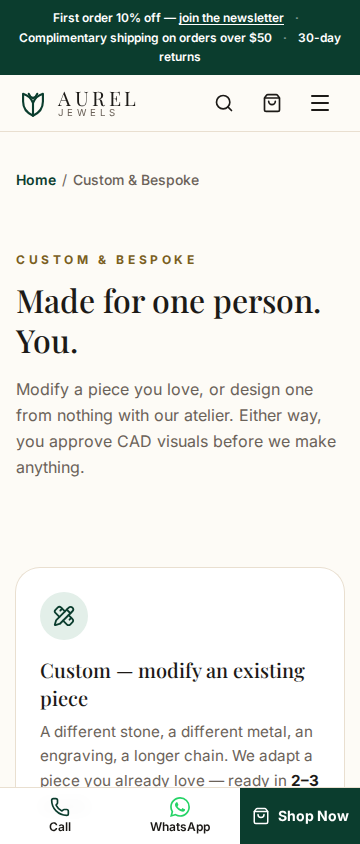 First order 10% off — join the newsletter ·
Complimentary shipping on orders over $50 · 30-day
returns
AUREL
JEWELS
Home / Custom & Bespoke
CUSTOM & BESPOKE
Made for one person.
You.
Modify a piece you love, or design one
from nothing with our atelier. Either way,
you approve CAD visuals before we make
anything.
Custom — modify an existing
piece
A different stone, a different metal, an
engraving, a longer chain. We adapt a
piece you already love — ready in 2–3
Call
WhatsApp
Shop Now